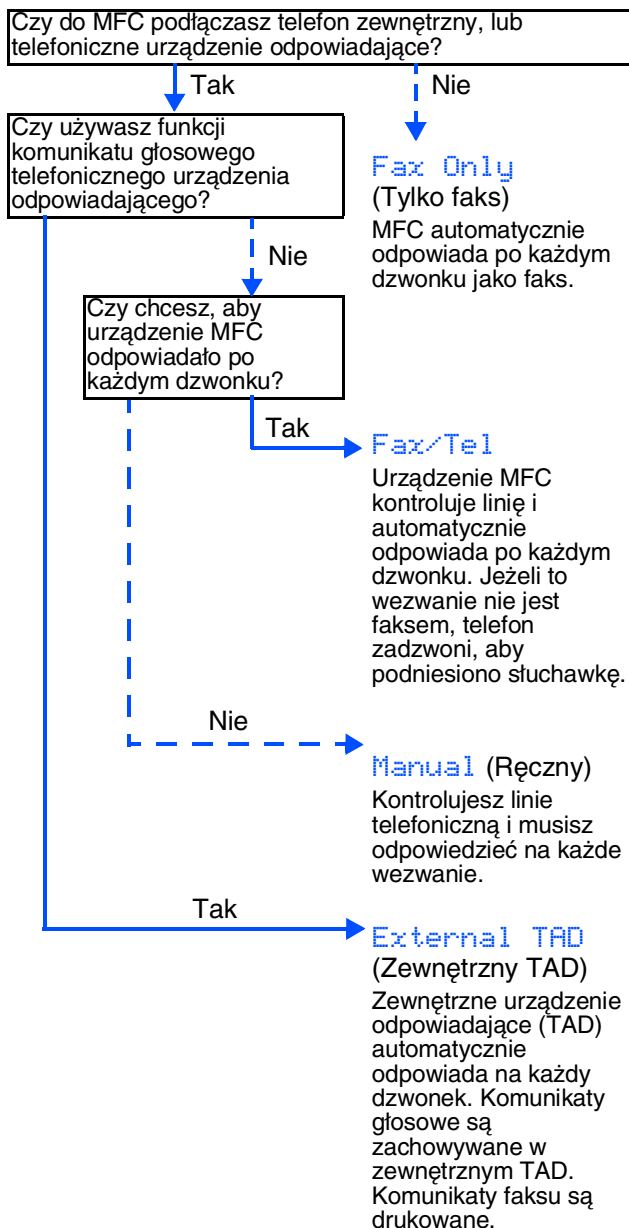 Czy do MFC podłączasz telefon zewnętrzny, lub
telefoniczne urządzenie odpowiadające?
Tak
Nie
Czy używasz funkcji
komunikatu głosowego
telefonicznego urządzenia
odpowiadającego?
Fax Only
(Tylko faks)
MFC automatycznie
odpowiada po każdym
dzwonku jako faks.
Nie
Czy chcesz, aby
urządzenie MFC
odpowiadało po
każdym dzwonku?
Tak
Fax/Tel
Urządzenie MFC
kontroluje linię i
automatycznie
odpowiada po każdym
dzwonku. Jeżeli to
wezwanie nie jest
faksem, telefon
zadzwoni, aby
podniesiono słuchawkę.
Nie
Manual (Ręczny)
Kontrolujesz linie
telefoniczną i musisz
odpowiedzieć na każde
wezwanie.
Tak
External TAD
(Zewnętrzny TAD)
Zewnętrzne urządzenie
odpowiadające (TAD)
automatycznie
odpowiada na każdy
dzwonek. Komunikaty
głosowe są
zachowywane w
zewnętrznym TAD.
Komunikaty faksu są
drukowane.